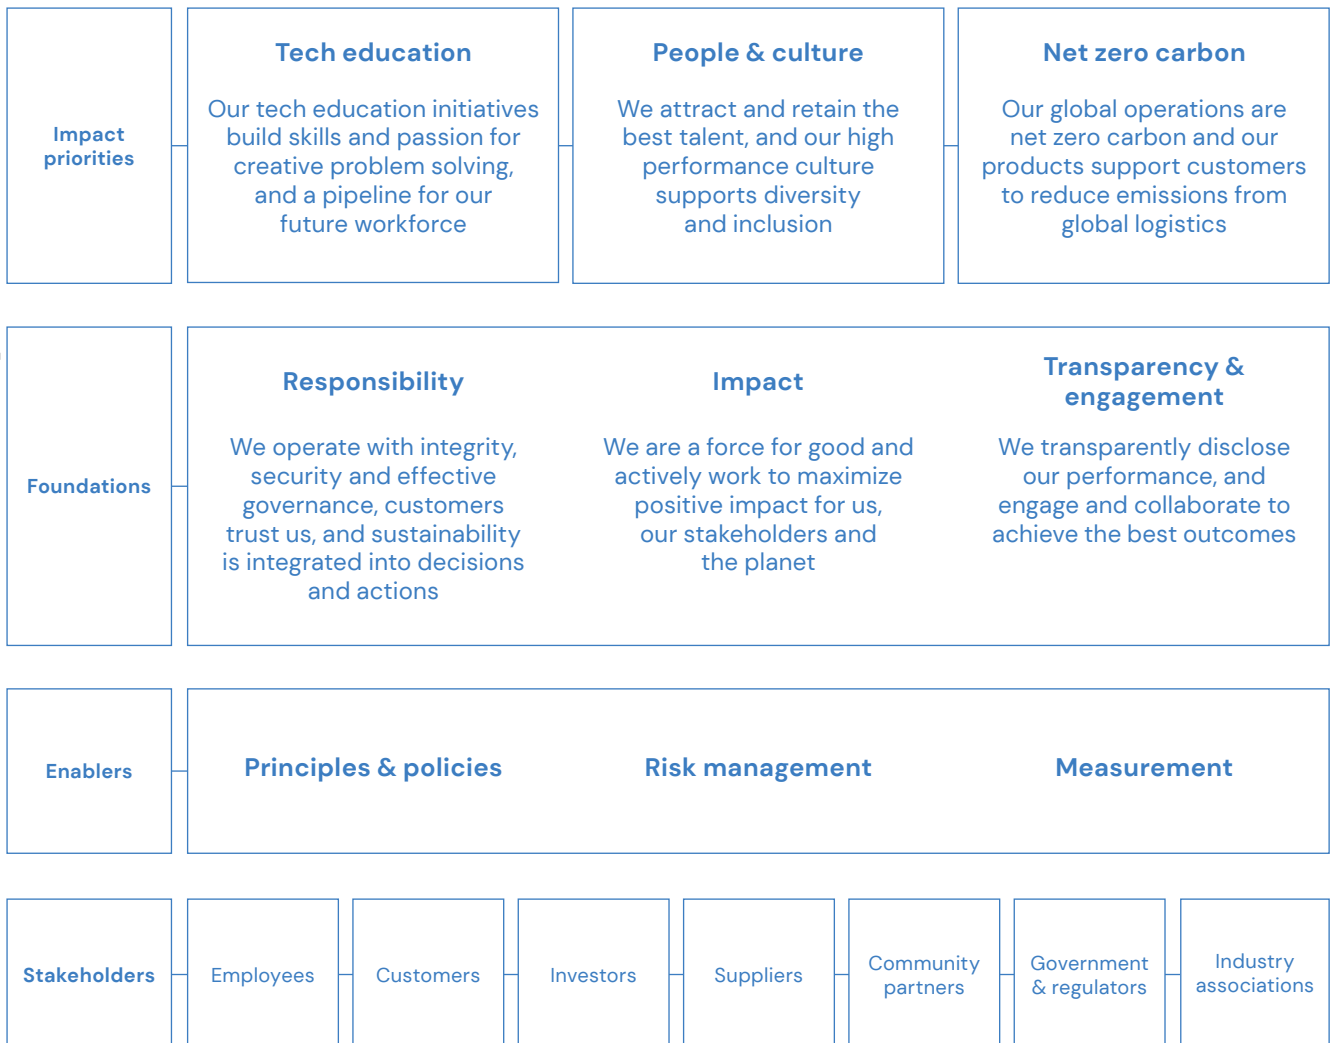 Impact
priorities
Tech education
Our tech education initiatives
build skills and passion for
creative problem solving,
and a pipeline for our
future workforce
People & culture
We attract and retain the
best talent, and our high
performance culture
supports diversity
and inclusion
Net zero carbon
Our global operations are
net zero carbon and our
products support customers
to reduce emissions from
global logistics
Foundations
Responsibility
We operate with integrity,
security and effective
governance, customers
trust us, and sustainability
is integrated into decisions
and actions
Impact
We are a force for good and
actively work to maximize
positive impact for us,
our stakeholders and
the planet
Transparency &
engagement
We transparently disclose
our performance, and
engage and collaborate to
achieve the best outcomes
Enablers
Principles & policies
Risk management
Measurement
Stakeholders
Employees
Customers
Investors
Suppliers
Community
partners
Government
& regulators
Industry
associations